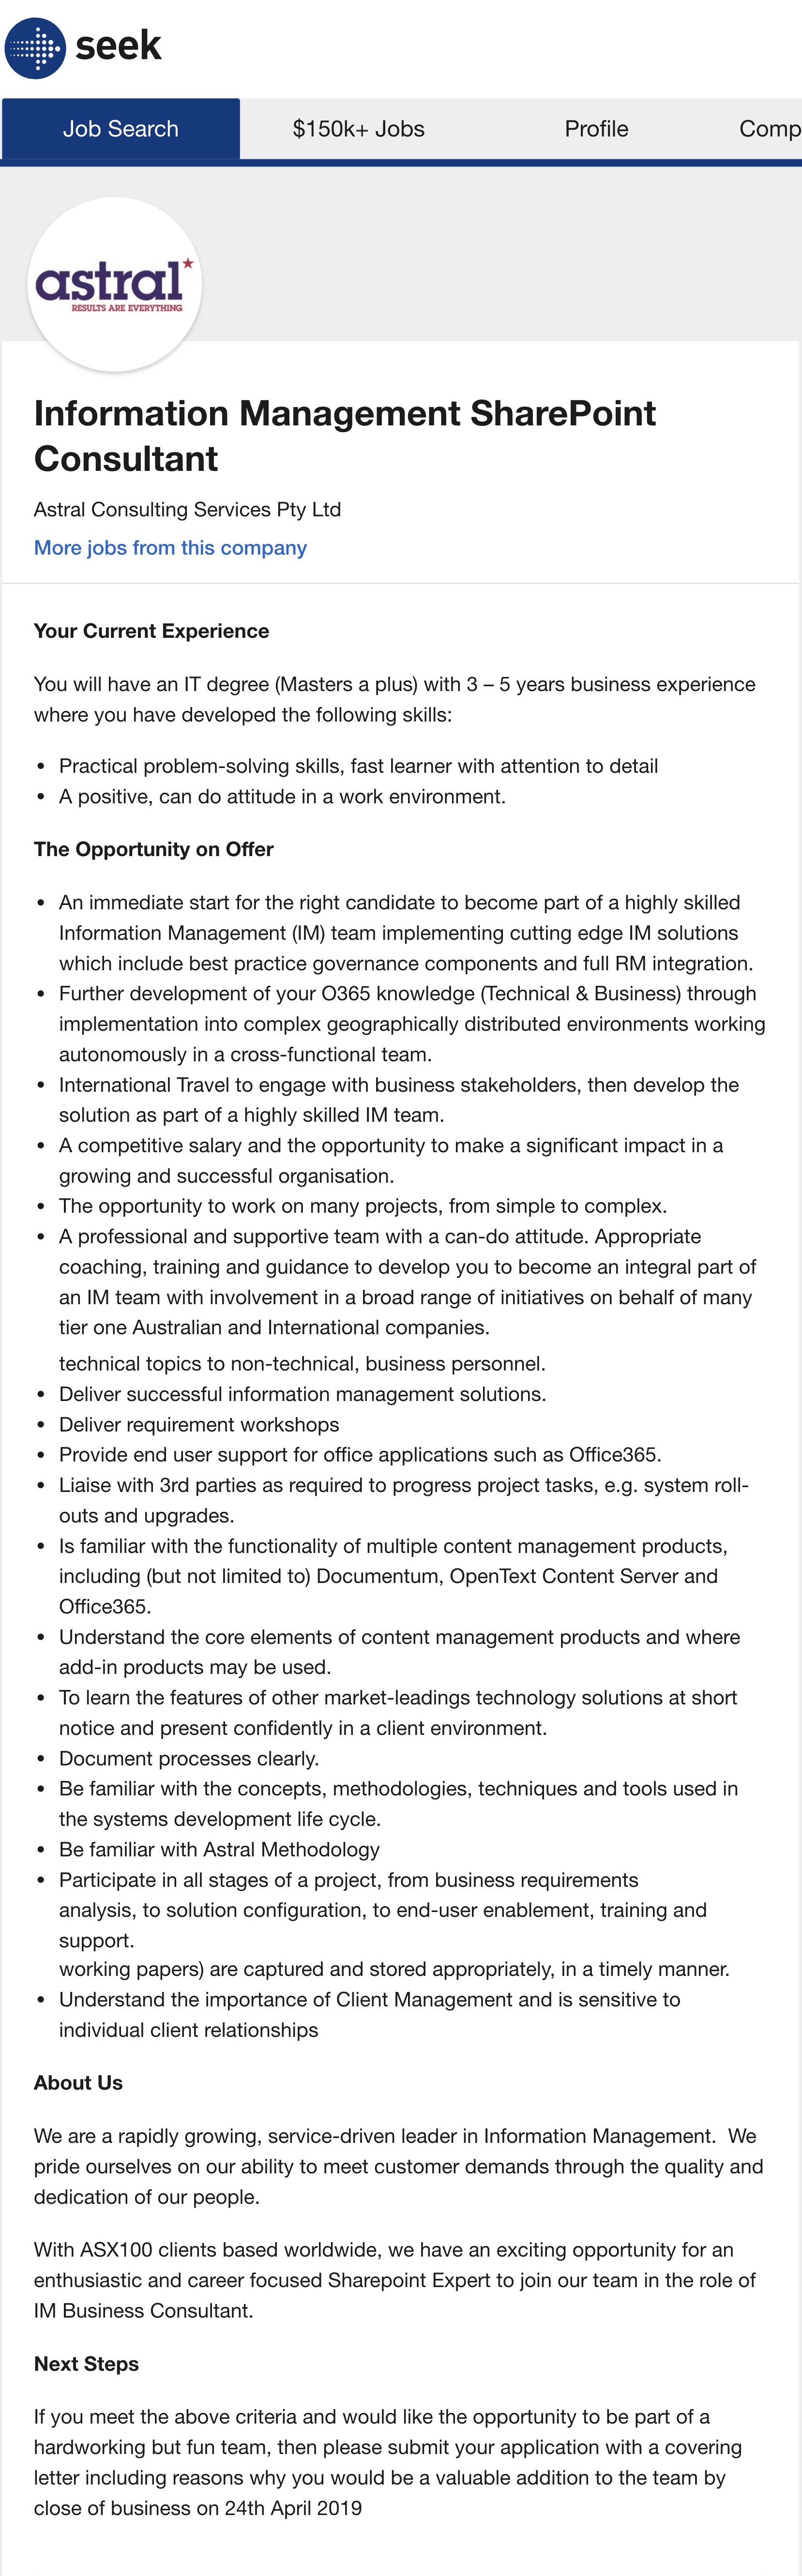 seek
Job Search
$150k+ Jobs
Profile
Comp
astral
RESULTS ARE EVERYTHING
Information Management SharePoint
Consultant
Astral Consulting Services Pty Ltd
More jobs from this company
Your Current Experience
You will have an IT degree (Masters a plus) with 3 – 5 years business experience
where you have developed the following skills:
• Practical problem-solving skills, fast learner with attention to detail
• A positive, can do attitude in a work environment.
The Opportunity on Offer
• An immediate start for the right candidate to become part of a highly skilled
Information Management (IM) team implementing cutting edge IM solutions
which include best practice governance components and full RM integration.
• Further development of your O365 knowledge (Technical & Business) through
implementation into complex geographically distributed environments working
autonomously in a cross-functional team.
• International Travel to engage with business stakeholders, then develop the
solution as part of a highly skilled IM team.
• A competitive salary and the opportunity to make a significant impact in a
growing and successful organisation.
• The opportunity to work on many projects, from simple to complex.
• A professional and supportive team with a can-do attitude. Appropriate
coaching, training and guidance to develop you to become an integral part of
an IM team with involvement in a broad range of initiatives on behalf of many
tier one Australian and International companies.
technical topics to non-technical, business personnel.
• Deliver successful information management solutions.
• Deliver requirement workshops
• Provide end user support for office applications such as Office365.
• Liaise with 3rd parties as required to progress project tasks, e.g. system roll-
outs and upgrades.
• Is familiar with the functionality of multiple content management products,
including (but not limited to) Documentum, OpenText Content Server and
Office365.
• Understand the core elements of content management products and where
add-in products may be used.
• To learn the features of other market-leadings technology solutions at short
notice and present confidently in a client environment.
• Document processes clearly.
• Be familiar with the concepts, methodologies, techniques and tools used in
the systems development life cycle.
• Be familiar with Astral Methodology
• Participate in all stages of a project, from business requirements
analysis, to solution configuration, to end-user enablement, training and
support.
working papers) are captured and stored appropriately, in a timely manner.
• Understand the importance of Client Management and is sensitive to
individual client relationships
About Us
We are a rapidly growing, service-driven leader in Information Management.  We
pride ourselves on our ability to meet customer demands through the quality and
dedication of our people.
With ASX100 clients based worldwide, we have an exciting opportunity for an
enthusiastic and career focused Sharepoint Expert to join our team in the role of
IM Business Consultant.
Next Steps
If you meet the above criteria and would like the opportunity to be part of a
hardworking but fun team, then please submit your application with a covering
letter including reasons why you would be a valuable addition to the team by
close of business on 24th April 2019